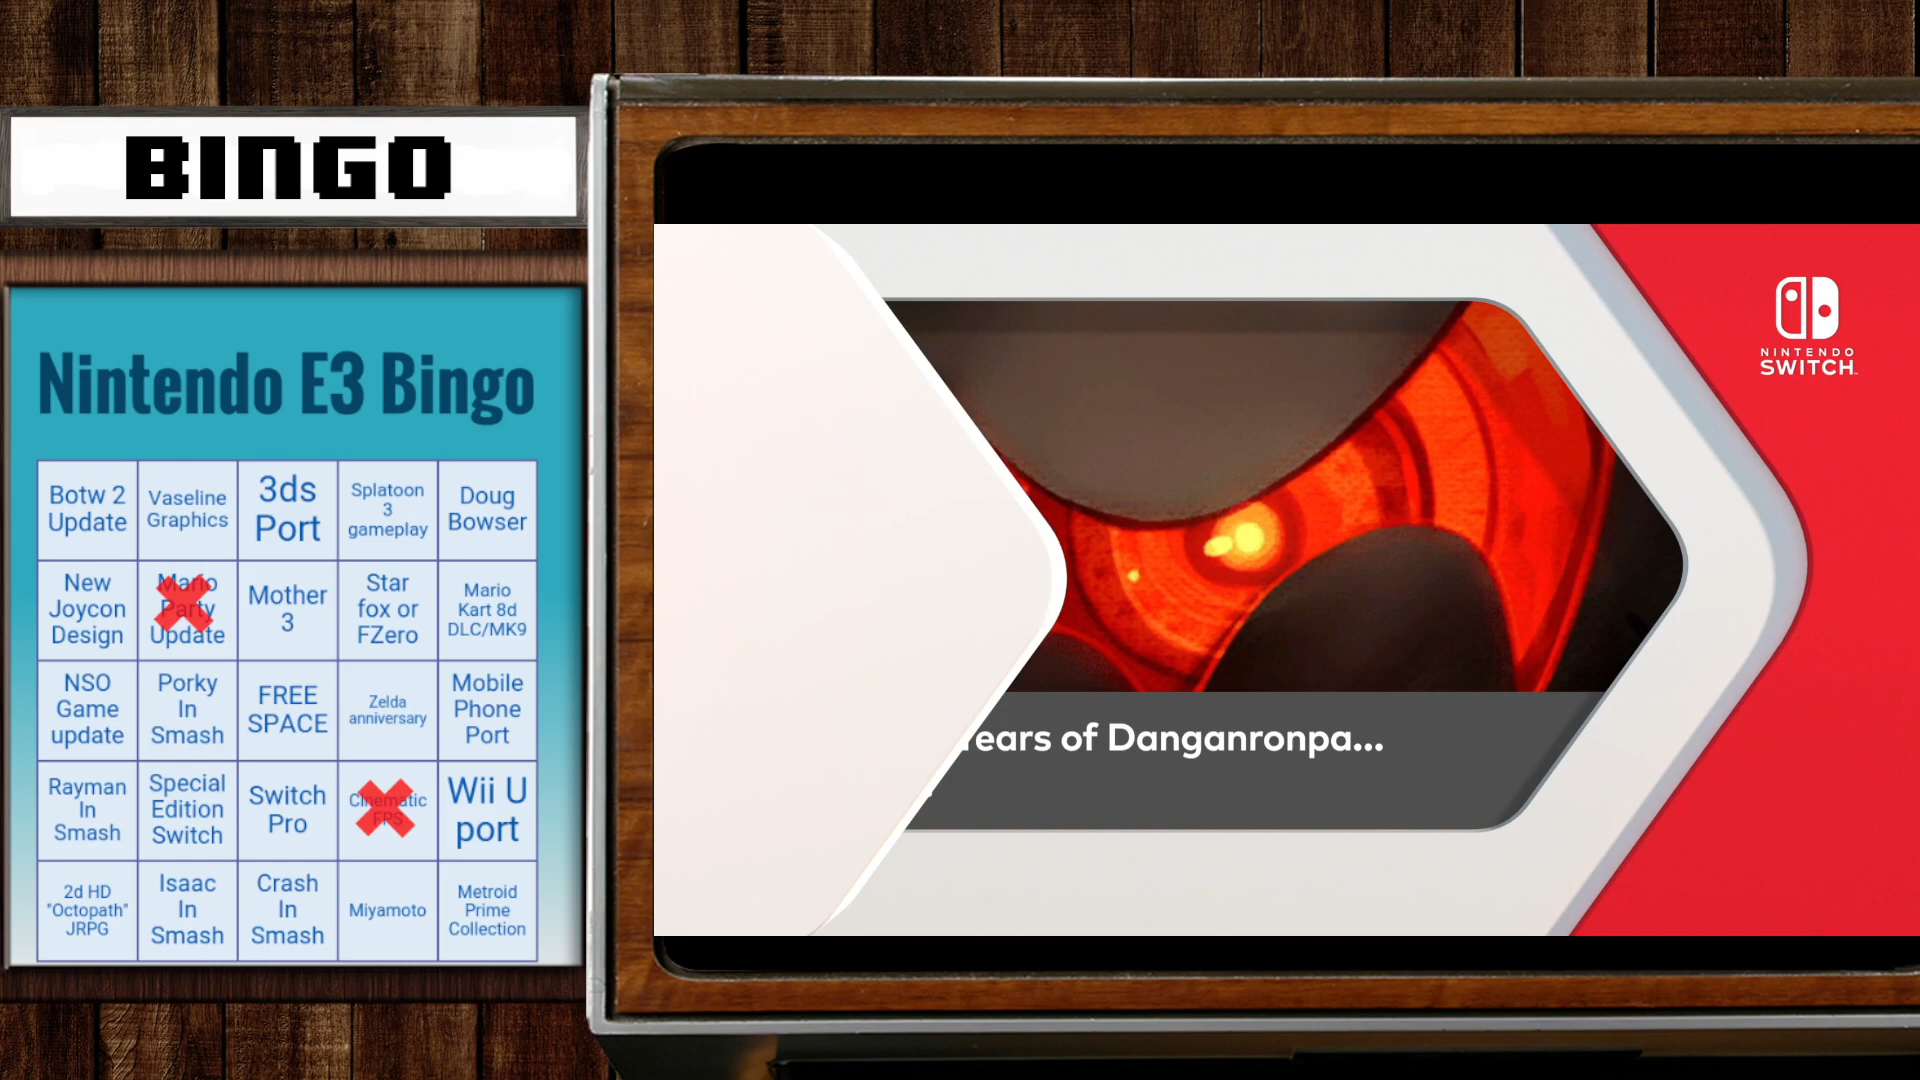 BINGO
Nintendo E3 Bingo
Botw 2
Update
Vaseline
Graphics
3ds
Port
Splatoon
3
gameplay
Doug
Bowser
New
Joycon
Design
Mario
Party
Update
Mother
3
Star
fox or
FZero
Mario
Kart 8d
DLC/MK9
NSO
Game
update
Porky
In
Smash
FREE
SPACE
Zelda
anniversary
Mobile
Phone
Port
Rayman
In
Smash
Special
Edition
Switch
Switch
Pro
Cinematic
FPS
Wii U
port
2d HD
"Octopath"
JRPG
Isaac
In
Smash
Crash
In
Smash
Miyamoto
Metroid
Prime
Collection
NINTENDO
SWITCH™
Years of Danganronpa...